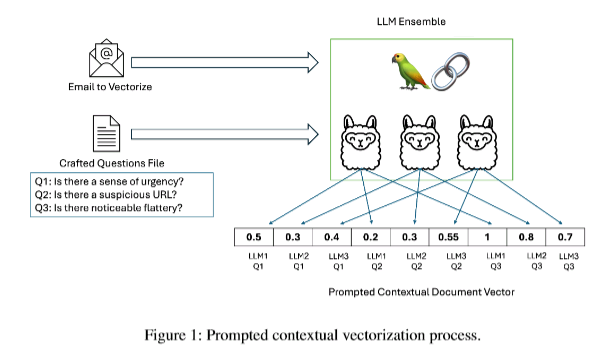 LLM Ensemble
@
Email to Vectorize
Crafted Questions File
Q1: Is there a sense of urgency?
Q2: Is there a suspicious URL?
Q3: Is there noticeable flattery?
0.5 0.3 0.4 0.2 0.3 0.55 1 0.8 0.7
LLM1 LLM2 LLM3 LLM1 LLM2 LLM3 LLM1 LLM2 LLM3
Q1 Q1 Q1 Q2 Q2 Q2 Q3 Q3 Q3
Prompted Contextual Document Vector
Figure 1: Prompted contextual vectorization process.